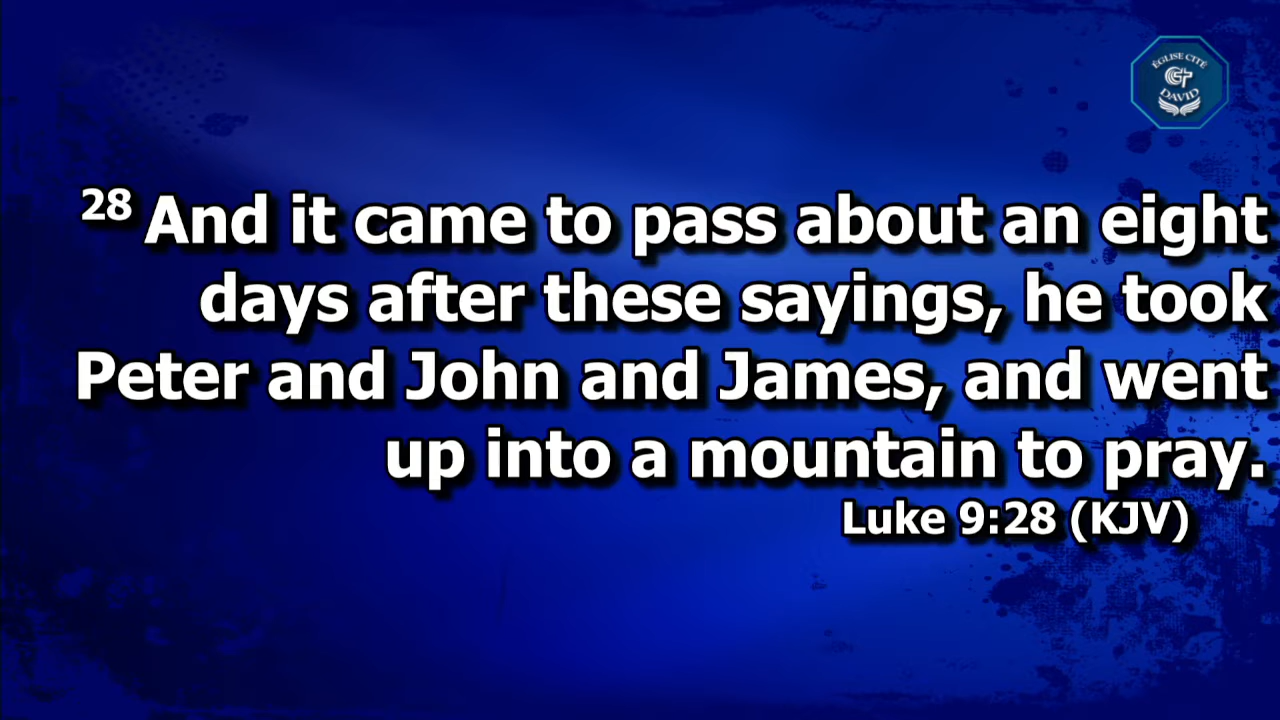 ÉGLISE CITÉ
DAVID
28 And it came to pass about an eight
days after these sayings, he took
Peter and John and James, and went
up into a mountain to pray.
Luke 9:28 (KJV)